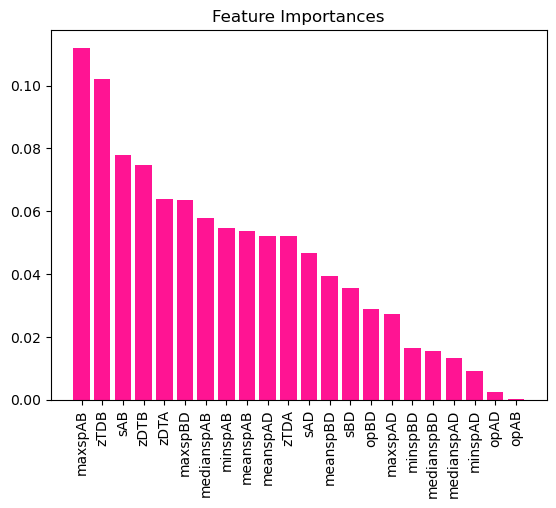 Feature Importances
0.10
0.08
0.06
0.04
0.02
0.00
maxspAB
zTDB
sAB
zDTB
zDTA
maxspBD
medianspAB
minspAB
meanspAB
meanspAD
zTDA
sAD
meanspBD
sBD
opBD
maxspAD
minspBD
medianspBD
medianspAD
minspAD
opAD
opAB